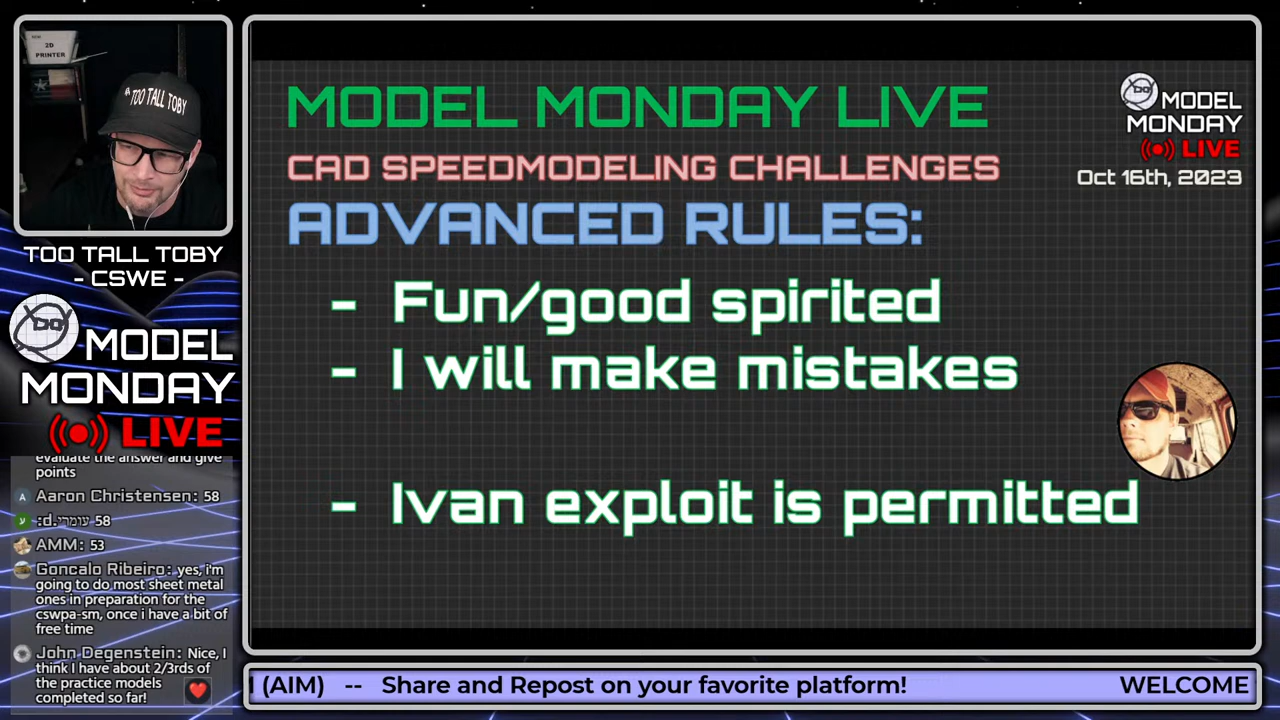 2D
PRINTER
TOO TALL TOBY
TOO TALL TOBY
- CSWE -
MODEL
MONDAY
LIVE
evaluate the answer and give
points
Aaron Christensen: 58
:d.עומרי 58
AMM: 53
Goncalo Ribeiro: yes, i'm
going to do most sheet metal
ones in preparation for the
cswpa-sm, once i have a bit of
free time
John Degenstein: Nice, I
think I have about 2/3rds of
the practice models
completed so far!
MODEL MONDAY LIVE
CAD SPEEDMODELING CHALLENGES
ADVANCED RULES:
- Fun/good spirited
- I will make mistakes
- Ivan exploit is permitted
MODEL
MONDAY
LIVE
Oct 16th, 2023
(AIM) -- Share and Repost on your favorite platform! WELCOME